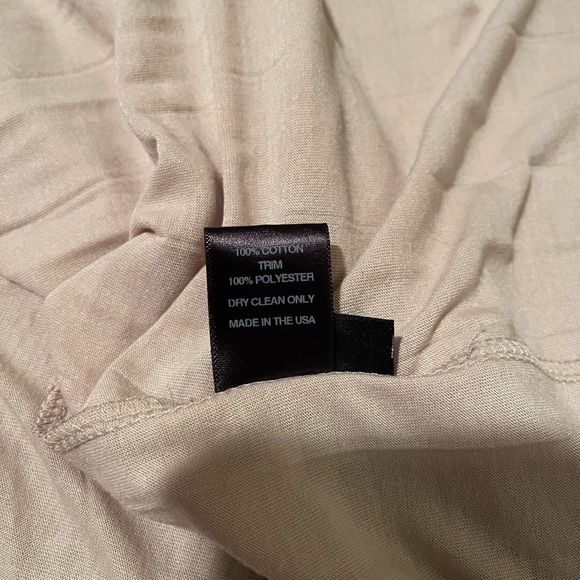 100% COTTON
TRIM
100% POLYESTER
DRY CLEAN ONLY
MADE IN THE USA